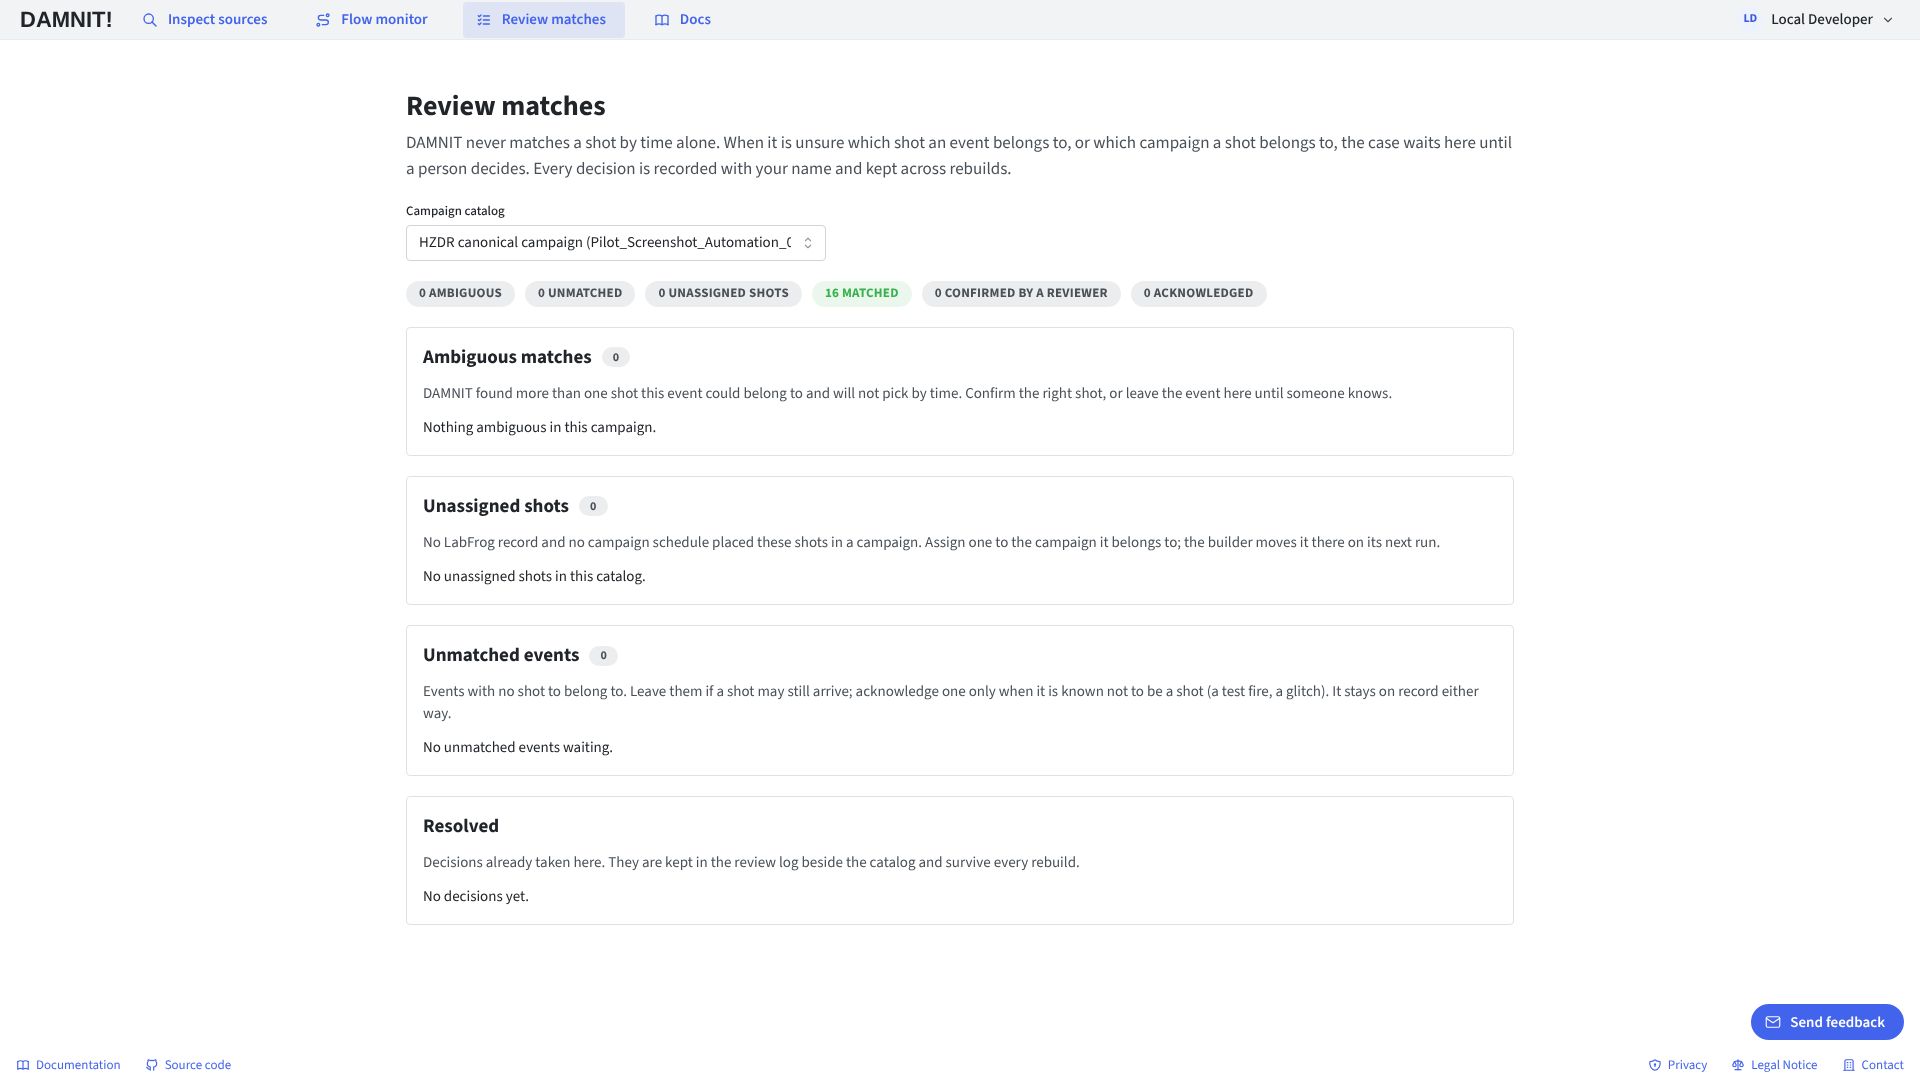 DAMNIT!
Inspect sources
Flow monitor
Review matches
Docs
LD
Local Developer
Review matches
DAMNIT never matches a shot by time alone. When it is unsure which shot an event belongs to, or which campaign a shot belongs to, the case waits here until
a person decides. Every decision is recorded with your name and kept across rebuilds.
Campaign catalog
HZDR canonical campaign (Pilot_Screenshot_Automation_
0 AMBIGUOUS
0 UNMATCHED
0 UNASSIGNED SHOTS
16 MATCHED
0 CONFIRMED BY A REVIEWER
0 ACKNOWLEDGED
Ambiguous matches 0
DAMNIT found more than one shot this event could belong to and will not pick by time. Confirm the right shot, or leave the event here until someone knows.
Nothing ambiguous in this campaign.
Unassigned shots 0
No LabFrog record and no campaign schedule placed these shots in a campaign. Assign one to the campaign it belongs to; the builder moves it there on its next run.
No unassigned shots in this catalog.
Unmatched events 0
Events with no shot to belong to. Leave them if a shot may still arrive; acknowledge one only when it is known not to be a shot (a test fire, a glitch). It stays on record either
way.
No unmatched events waiting.
Resolved
Decisions already taken here. They are kept in the review log beside the catalog and survive every rebuild.
No decisions yet.
Send feedback
Documentation
Source code
Privacy
Legal Notice
Contact